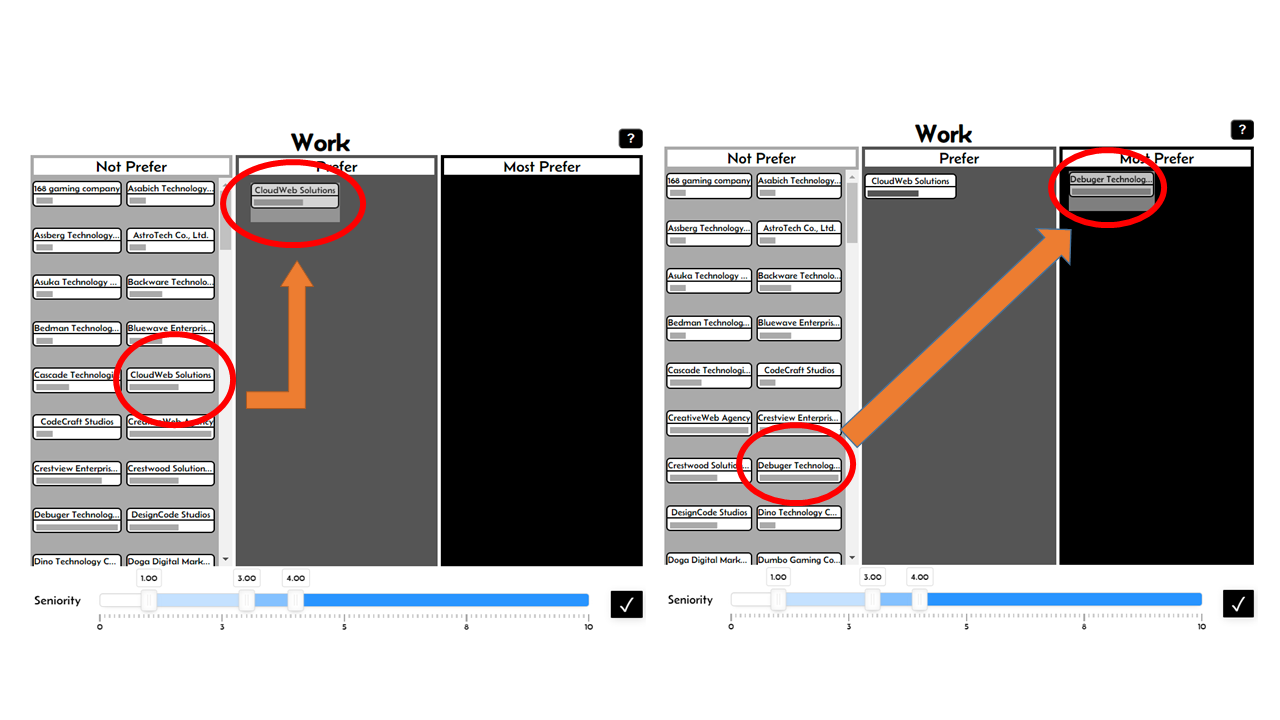 Work
?
Not Prefer
Prefer
Most Prefer
168 gaming company
Asabich Technology...
CloudWeb Solutions
Assberg Technology...
AstroTech Co., Ltd.
Asuka Technology ...
Backware Technolo...
Bedman Technolog...
Bluewave Enterpris...
Cascade Technologi
CloudWeb Solutions
CodeCraft Studios
CreativeWeb Agency
Crestview Enterpris...
Crestwood Solution...
Debuger Technolog...
DesignCode Studios
Dino Technology C...
Doga Digital Mark...
1.00
3.00
4.00
Seniority
0
3
5
8
10
Work
?
Not Prefer
Prefer
Most Prefer
168 gaming company
Asabich Technology...
CloudWeb Solutions
Debuger Technolog...
Assberg Technology...
AstroTech Co., Ltd.
Asuka Technology ...
Backware Technolo...
Bedman Technolog...
Bluewave Enterpris...
Cascade Technologi...
CodeCraft Studios
CreativeWeb Agency
Crestview Enterpris...
Crestwood Solutio...
Debuger Technolog...
DesignCode Studios
Dino Technology C...
Doga Digital Mark...
Dumbo Gaming Co...
1.00
3.00
4.00
Seniority
0
3
5
8
10